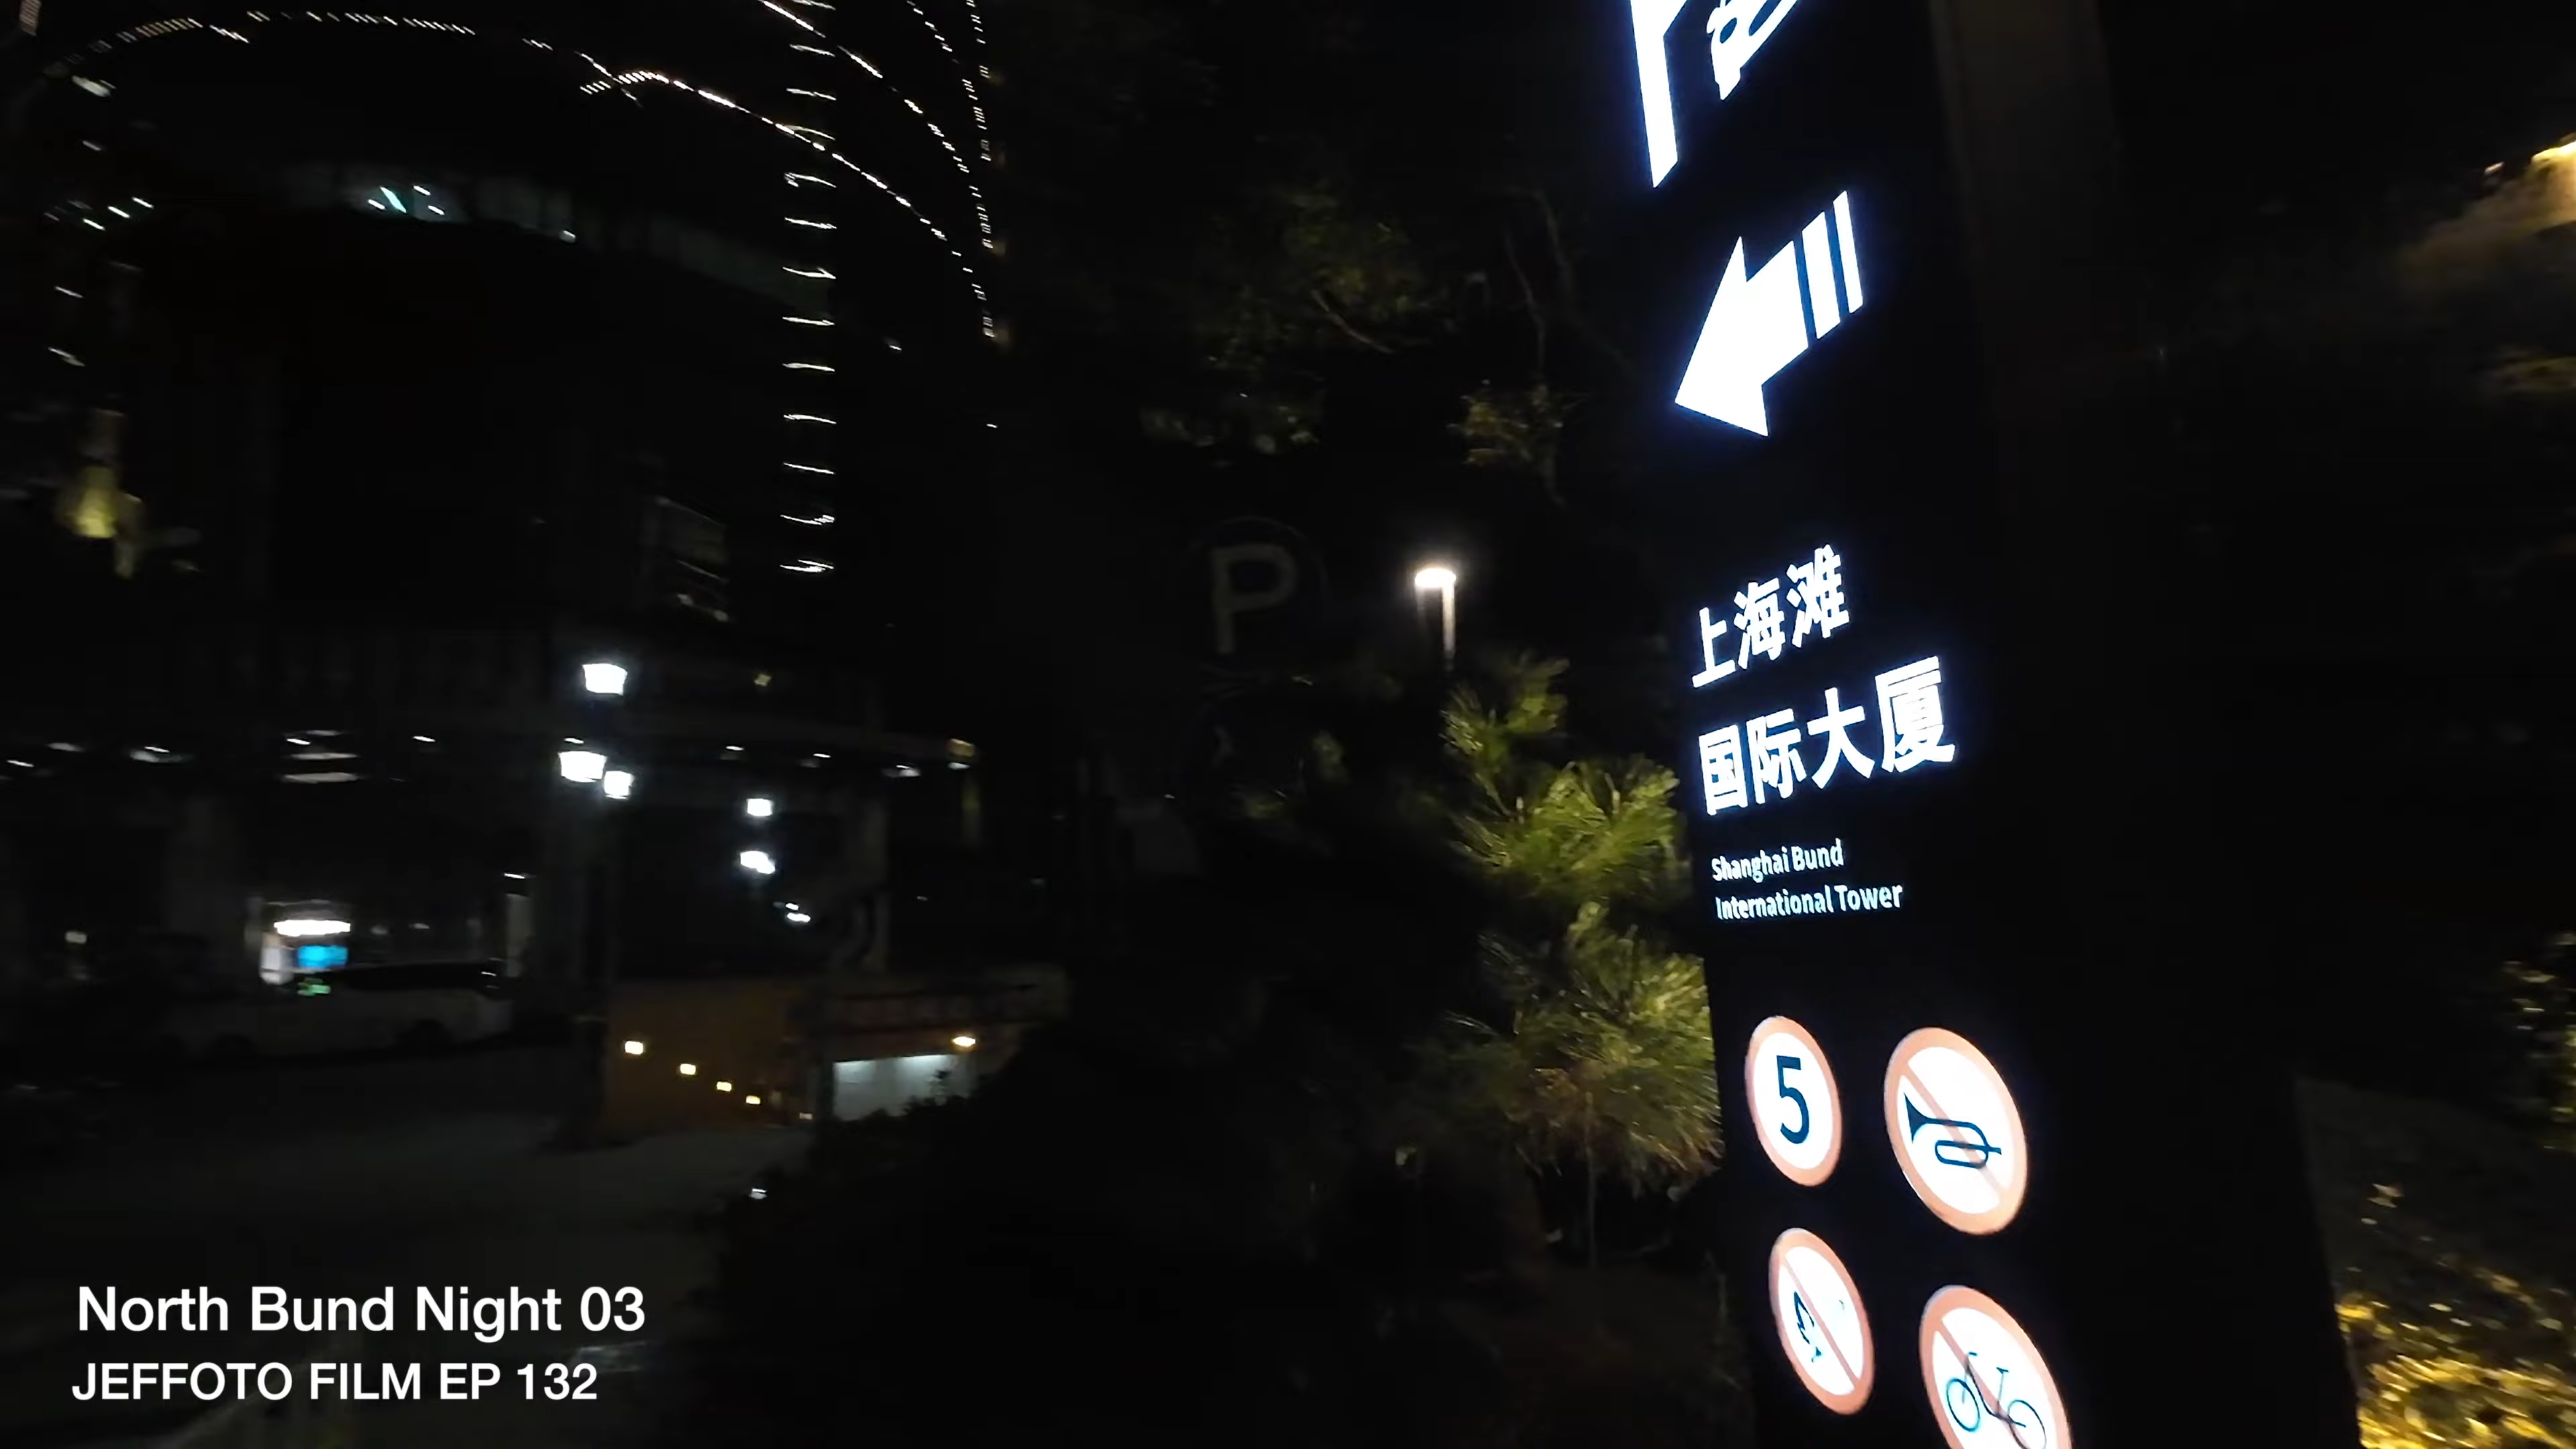 P
上海滩
国际大厦
Shanghai Bund
International Tower
5
North Bund Night 03
JEFFOTO FILM EP 132